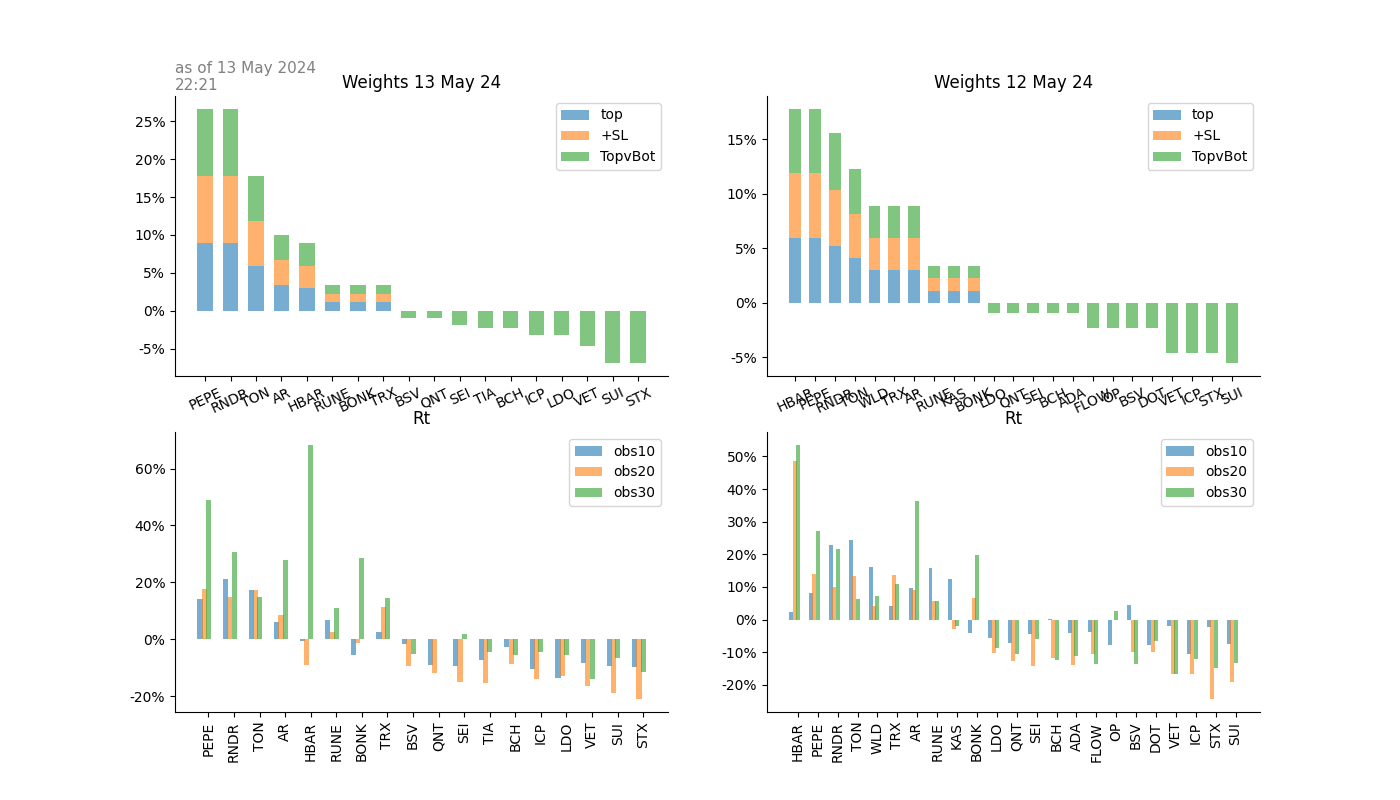 as of 13 May 2024
22:21
Weights 13 May 24
25%
20%
15%
10%
5%
0%
-5%
top
+SL
TopvBot
PEPE RNDR TON AR HBAR RUNE BONK TRX BSV QNT SEI TIA BCH ICP LDO VET SUI STX
Weights 12 May 24
15%
10%
5%
0%
-5%
top
+SL
TopvBot
HBAR PEPE RNDR TON WLD TRX AR RUNE KAS BONK LDO QNT SEI BCH ADA FLOW OP BSV DOT VET ICP STX SUI
Rt
60%
40%
20%
0%
-20%
obs10
obs20
obs30
PEPE RNDR TON AR HBAR RUNE BONK TRX BSV QNT SEI TIA BCH ICP LDO VET SUI STX
Rt
50%
40%
30%
20%
10%
0%
-10%
-20%
obs10
obs20
obs30
HBAR PEPE RNDR TON WLD TRX AR RUNE KAS BONK LDO QNT SEI BCH ADA FLOW OP BSV DOT VET ICP STX SUI